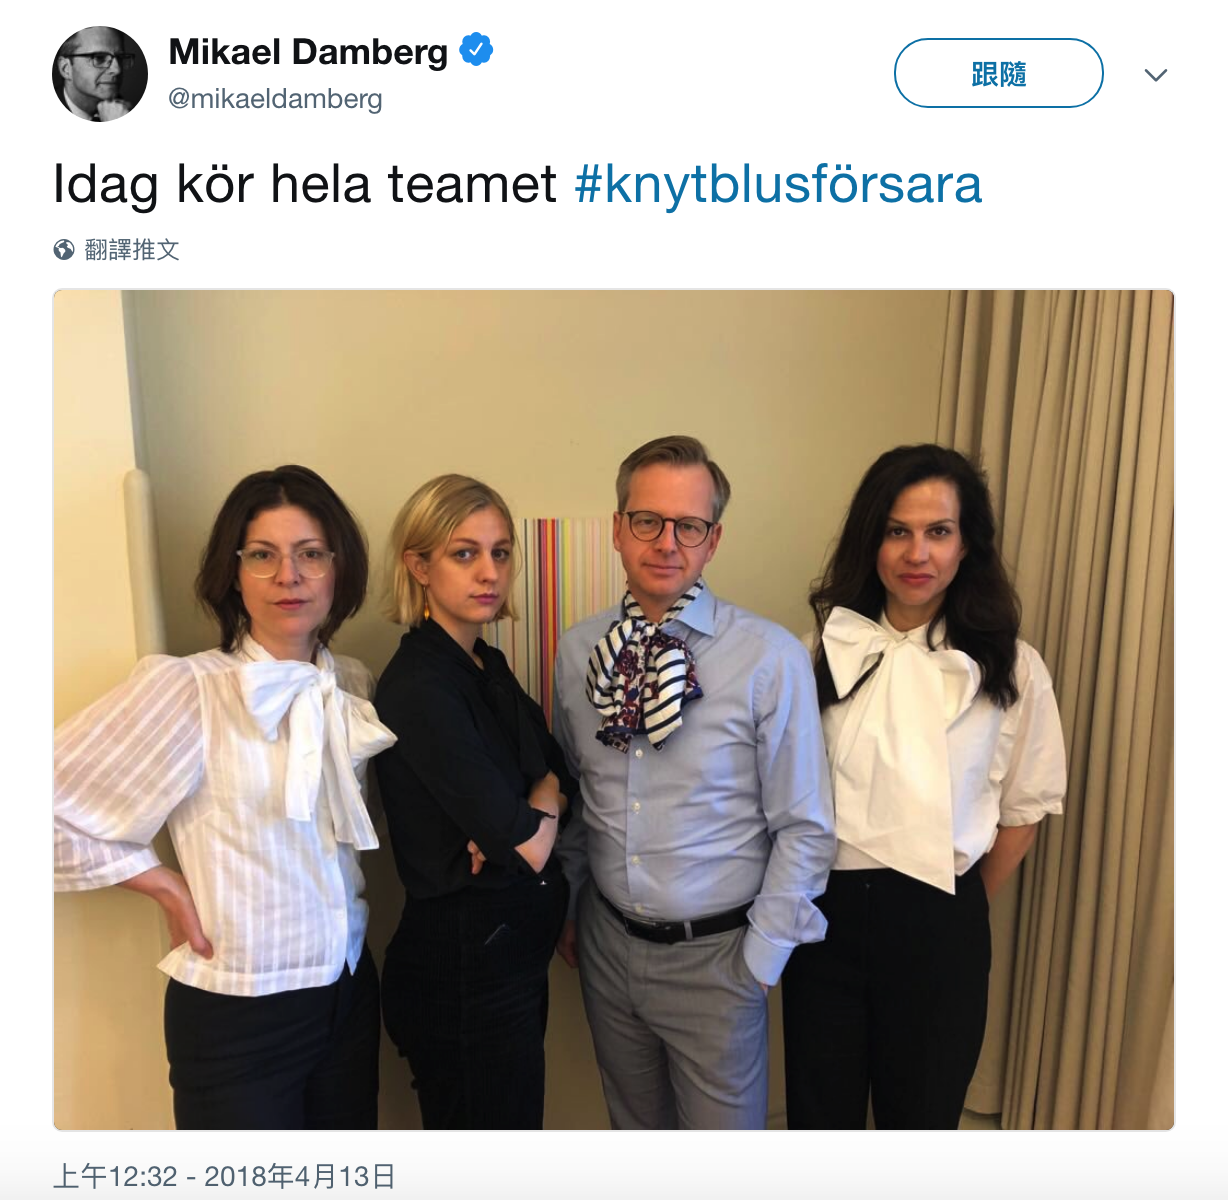 Mikael Damberg
@mikaeldamberg
跟隨
Idag kör hela teamet #knytblusförsara
翻譯推文
上午12:32 - 2018年4月13日